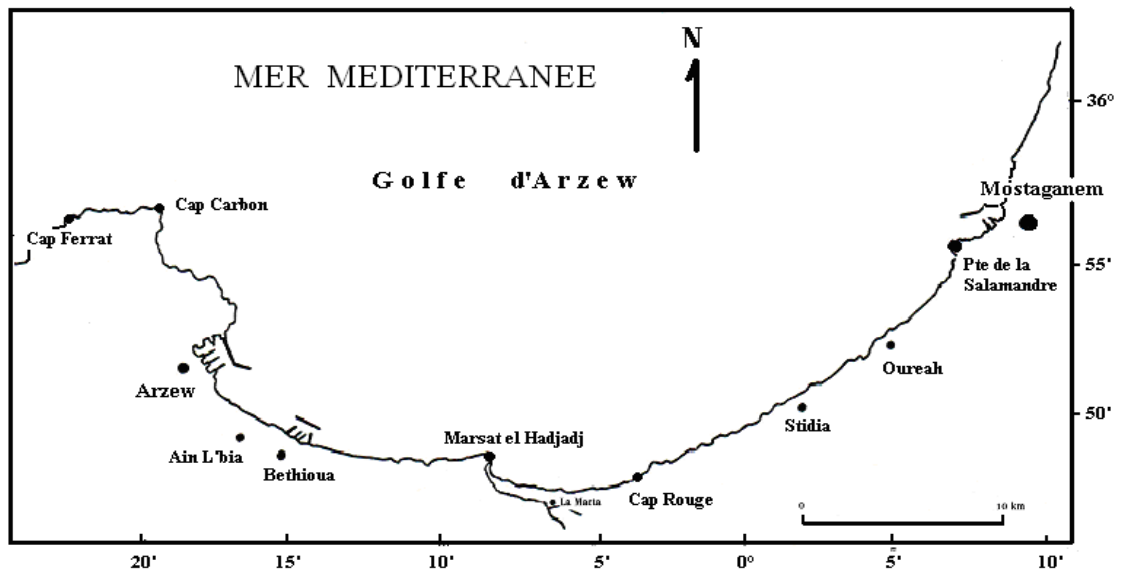 N
MER MEDITERRANEE
36°
Golfe d'Arzew
Mostaganem
Cap Carbon
Cap Ferrat
Pte de la
Salamandre
55'
Oureah
Arzew
50'
Stidia
Marsat el Hadjadj
Ain L'bia
Bethioua
Cap Rouge
La Macta
0 10 km
20' 15' 10' 5' 0° 5' 10'